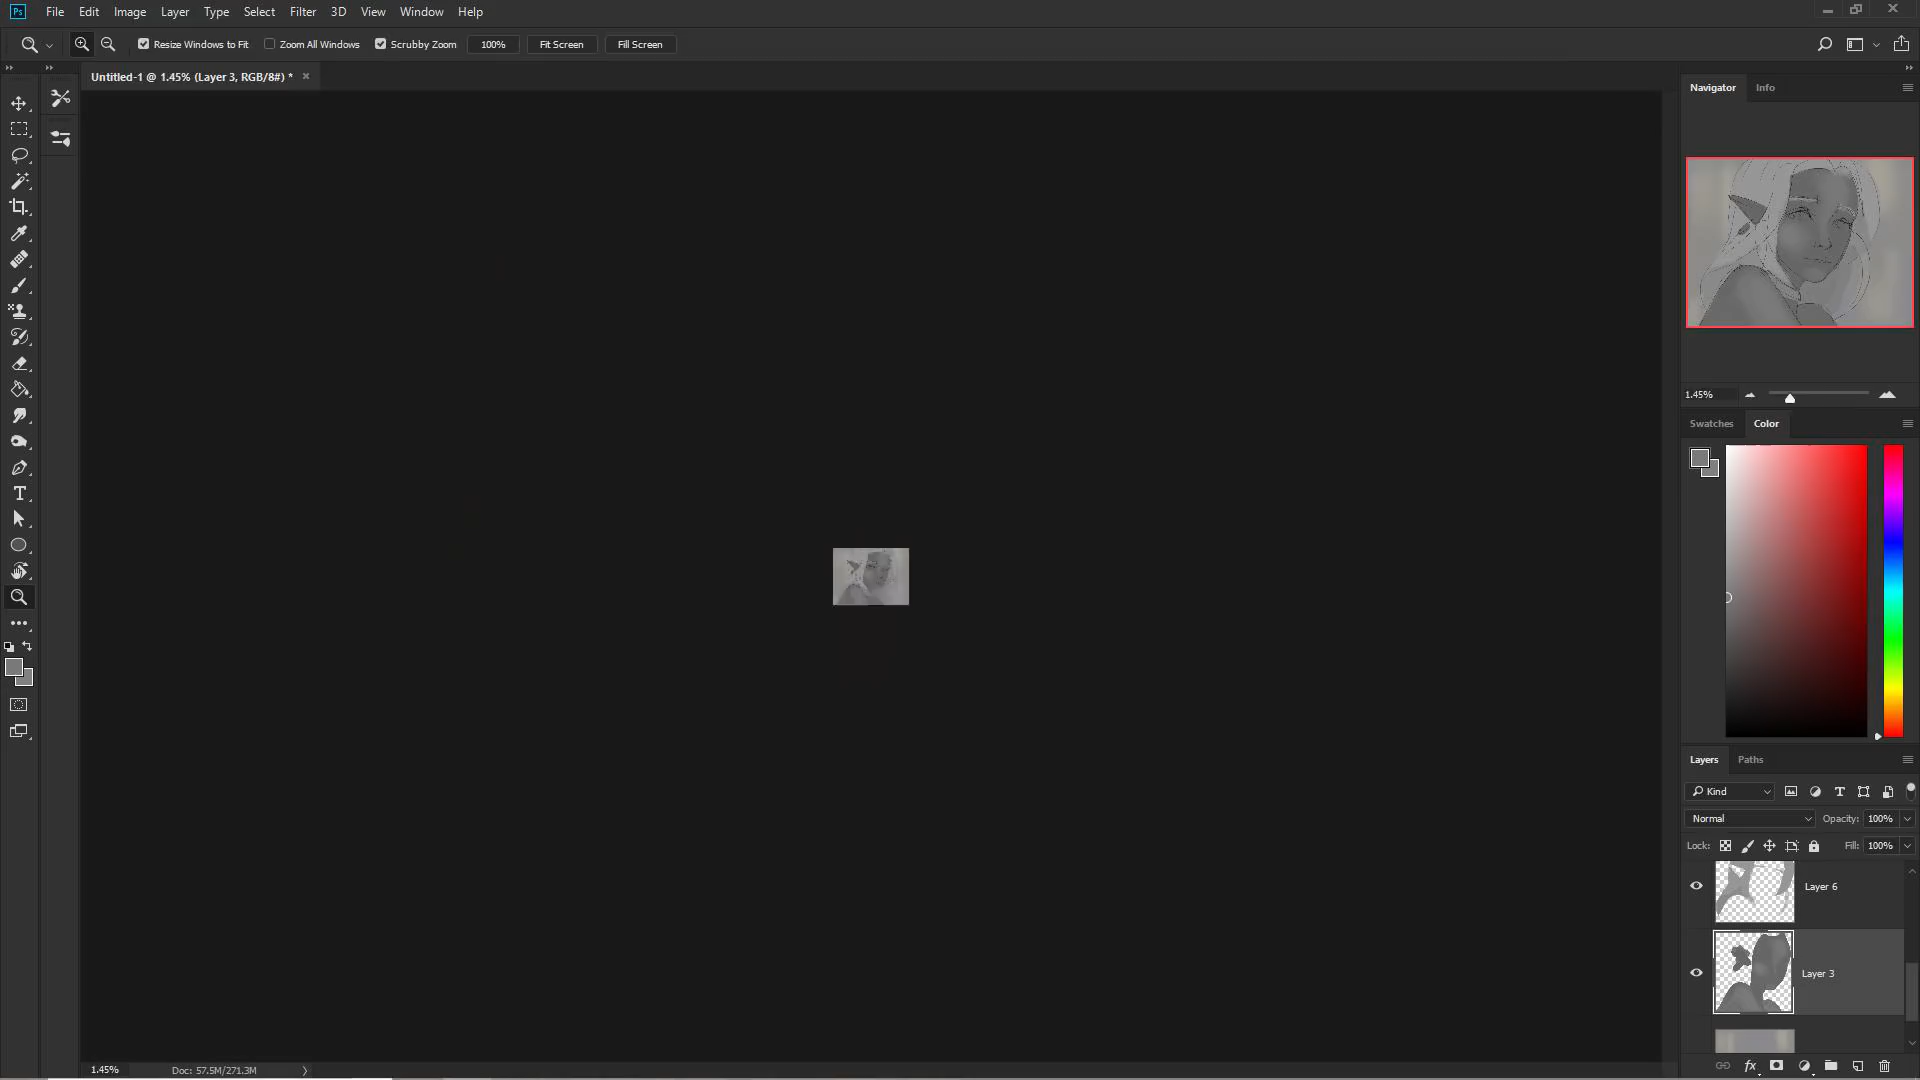 Ps File Edit Image Layer Type Select Filter 3D View Window Help
Resize Windows to Fit Zoom All Windows Scrubby Zoom 100% Fit Screen Fill Screen
Untitled-1 @ 1.45% (Layer 3, RGB/8#) * ×
Navigator Info
1.45%
Swatches Color
Layers Paths
Kind
Normal Opacity: 100%
Lock: Fill: 100%
Layer 6
Layer 3
fx
1.45% Doc: 57.5M/271.3M